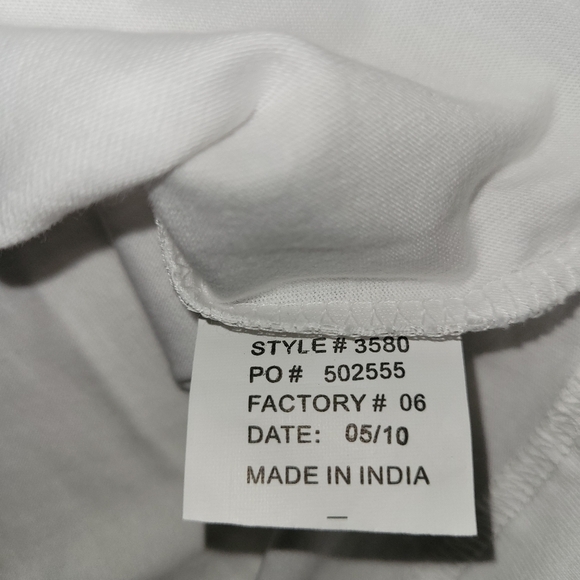 STYLE # 3580
PO # 502555
FACTORY # 06
DATE: 05/10
MADE IN INDIA